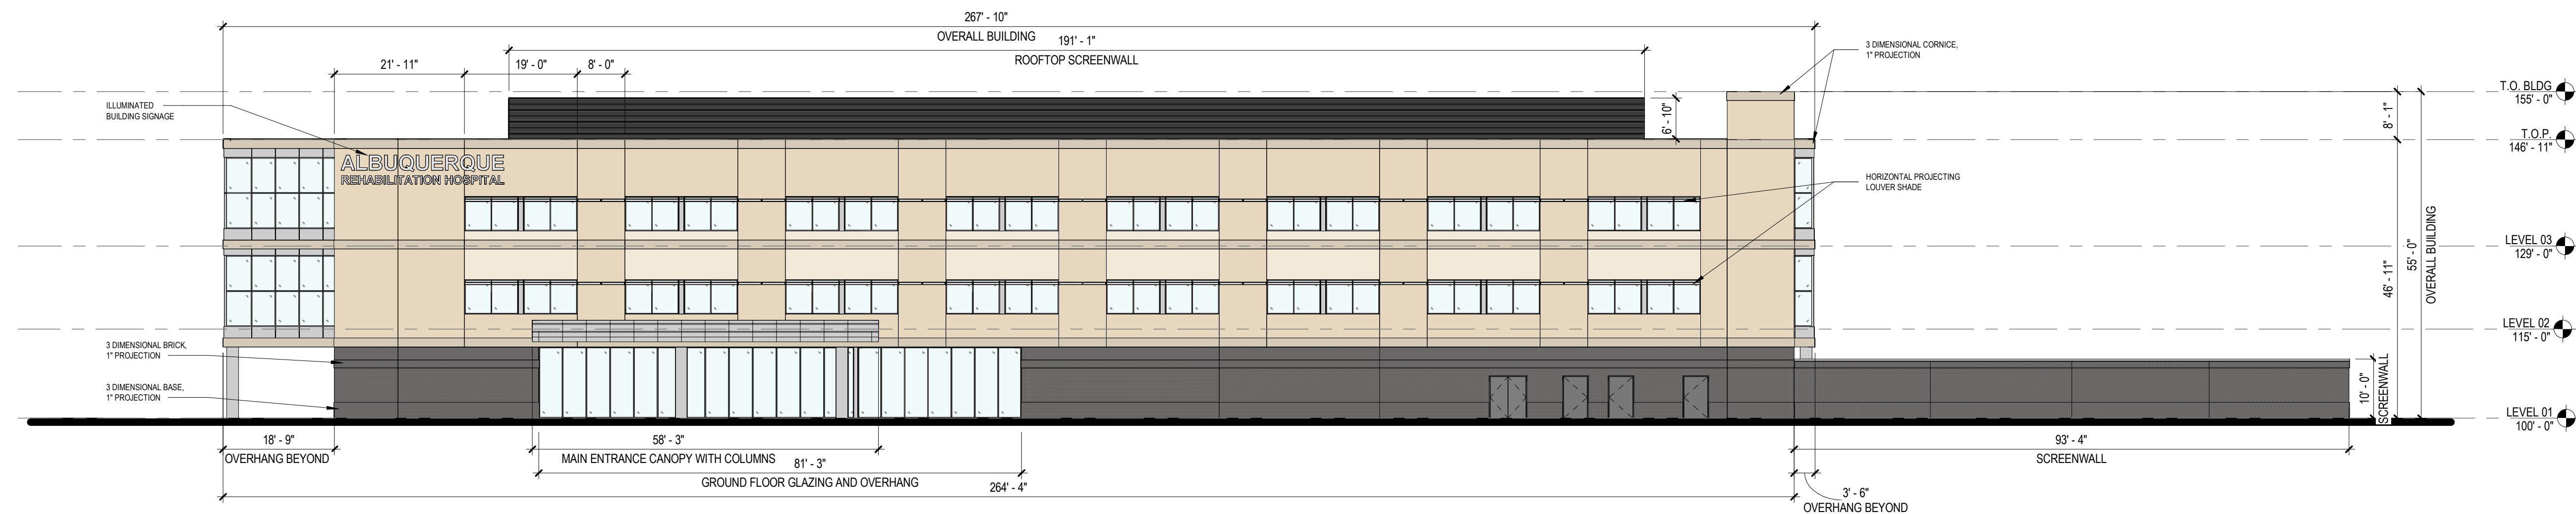 267' - 10"
OVERALL BUILDING
191' - 1"
ROOFTOP SCREENWALL
3 DIMENSIONAL CORNICE,
1" PROJECTION
21' - 11"
19' - 0"
8' - 0"
T.O. BLDG
155' - 0"
ILLUMINATED
BUILDING SIGNAGE
6' - 10"
8' - 1"
T.O.P.
146' - 11"
ALBUQUERQUE
REHABILITATION HOSPITAL
HORIZONTAL PROJECTING
LOUVER SHADE
LEVEL 03
129' - 0"
46' - 11"
55' - 0"
OVERALL BUILDING
LEVEL 02
115' - 0"
3 DIMENSIONAL BRICK,
1" PROJECTION
3 DIMENSIONAL BASE,
1" PROJECTION
10' - 0"
SCREENWALL
LEVEL 01
100' - 0"
18' - 9"
OVERHANG BEYOND
58' - 3"
MAIN ENTRANCE CANOPY WITH COLUMNS
93' - 4"
SCREENWALL
81' - 3"
GROUND FLOOR GLAZING AND OVERHANG
264' - 4"
3' - 6"
OVERHANG BEYOND